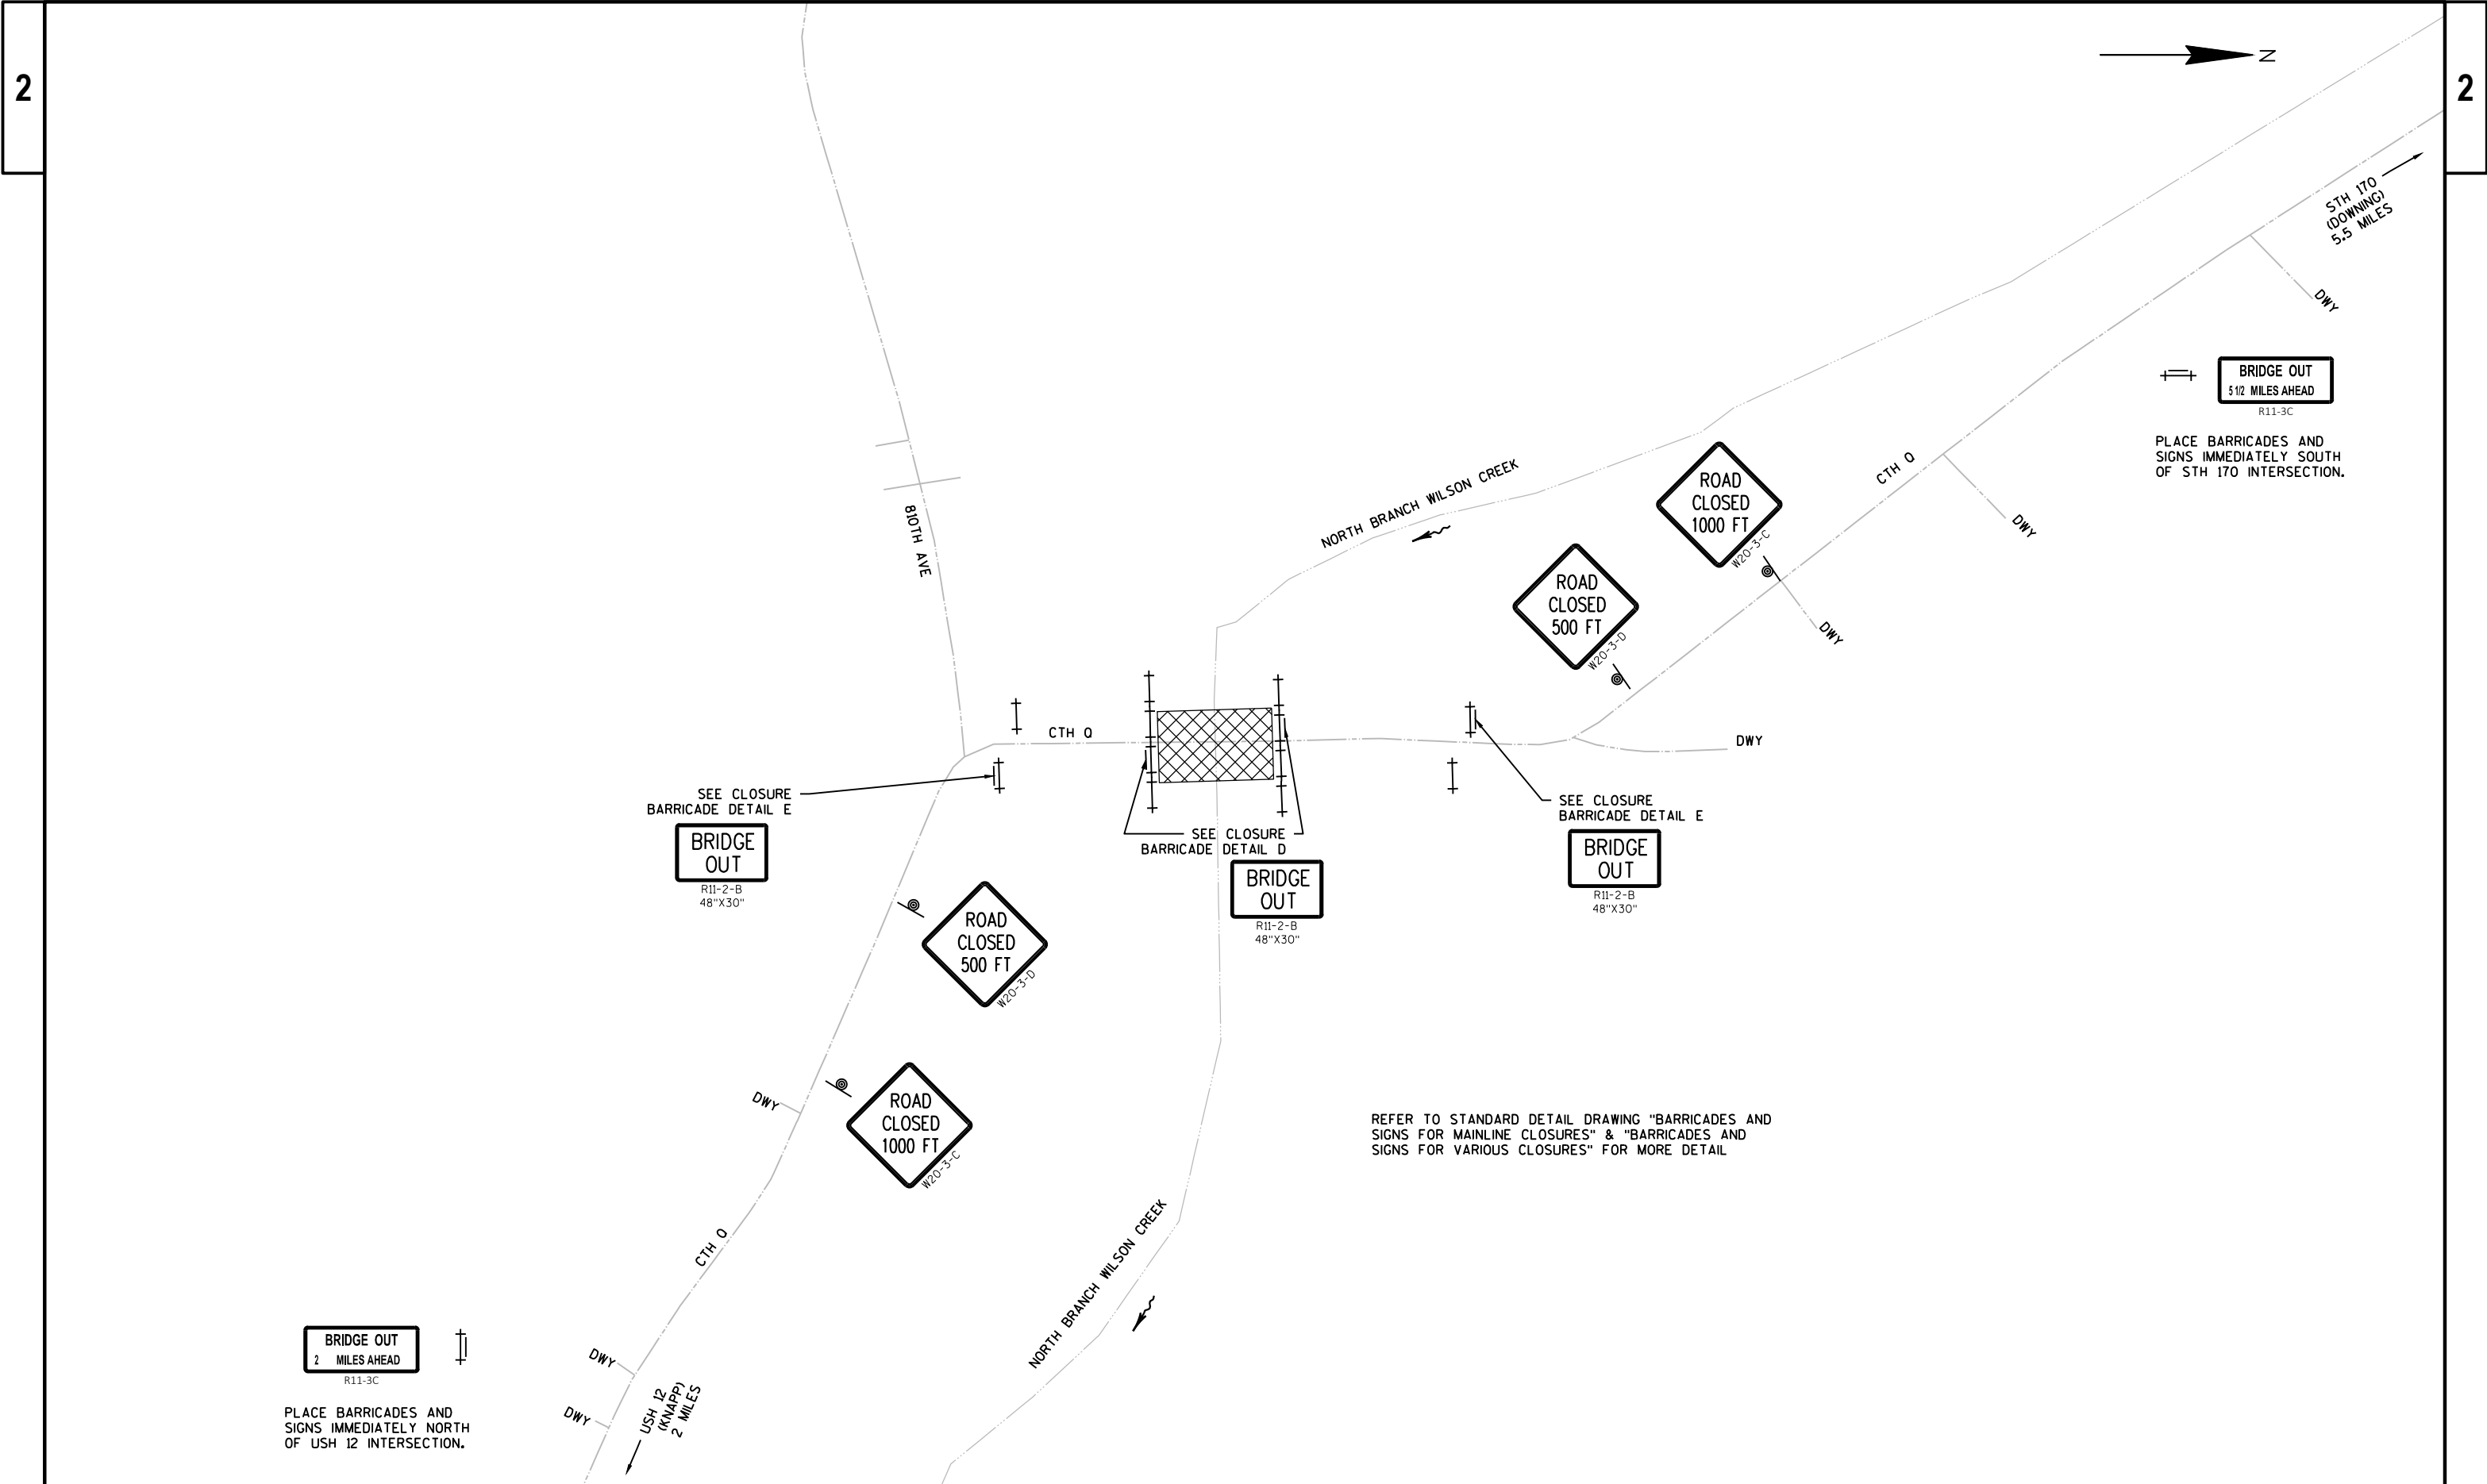 2
2
N
STH 170
(DOWNING)
5.5 MILES
DWY
BRIDGE OUT
5 1/2 MILES AHEAD
R11-3C
PLACE BARRICADES AND
SIGNS IMMEDIATELY SOUTH
OF STH 170 INTERSECTION.
CTH Q
DWY
ROAD
CLOSED
1000 FT
W20-3-C
NORTH BRANCH WILSON CREEK
810TH AVE
ROAD
CLOSED
500 FT
W20-3-D
DWY
CTH Q
DWY
SEE CLOSURE
BARRICADE DETAIL E
BRIDGE
OUT
R11-2-B
48"X30"
SEE CLOSURE
BARRICADE DETAIL D
BRIDGE
OUT
R11-2-B
48"X30"
SEE CLOSURE
BARRICADE DETAIL E
BRIDGE
OUT
R11-2-B
48"X30"
ROAD
CLOSED
500 FT
W20-3-D
DWY
ROAD
CLOSED
1000 FT
W20-3-C
REFER TO STANDARD DETAIL DRAWING "BARRICADES AND
SIGNS FOR MAINLINE CLOSURES" & "BARRICADES AND
SIGNS FOR VARIOUS CLOSURES" FOR MORE DETAIL
CTH Q
NORTH BRANCH WILSON CREEK
BRIDGE OUT
2 MILES AHEAD
R11-3C
PLACE BARRICADES AND
SIGNS IMMEDIATELY NORTH
OF USH 12 INTERSECTION.
DWY
DWY
USH 12
(KNAPP)
2 MILES